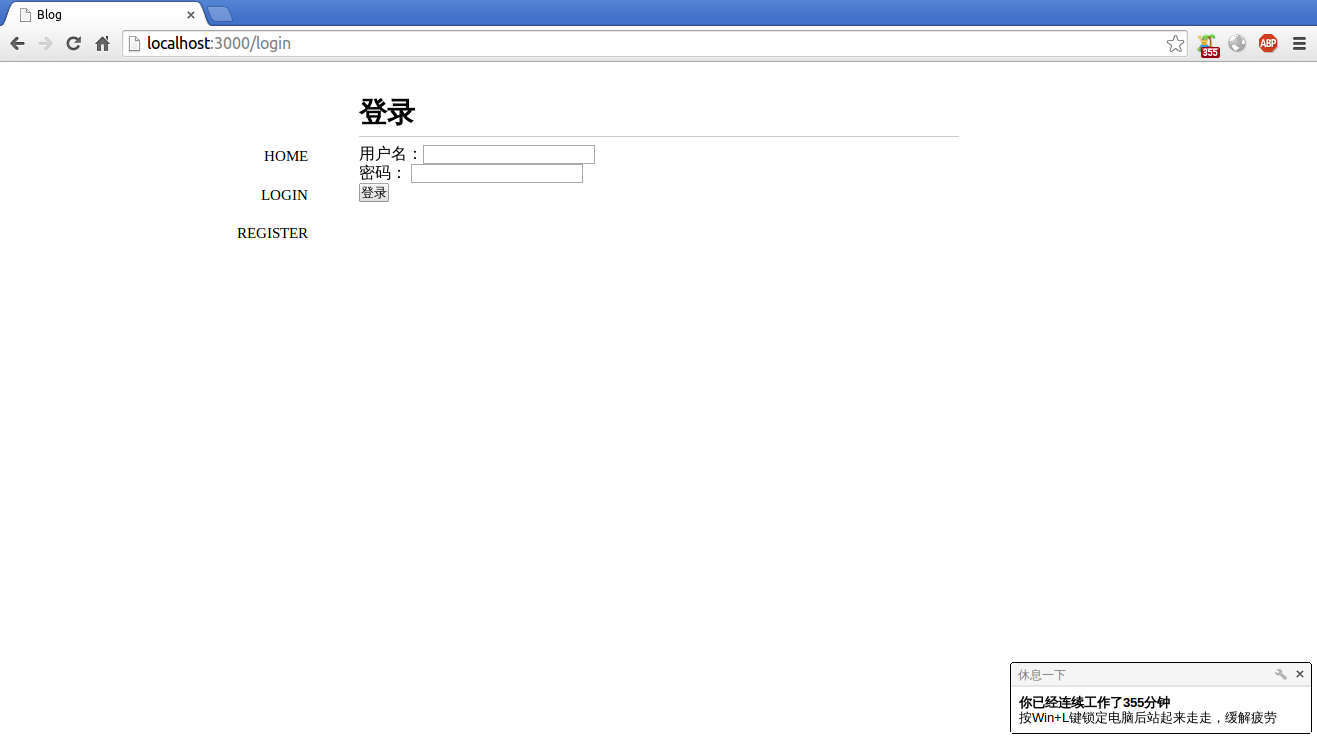 Blog
localhost:3000/login
355
ABP
登录
HOME
LOGIN
REGISTER
用户名：
密码：
登录
休息一下
你已经连续工作了355分钟
按Win+L键锁定电脑后站起来走走，缓解疲劳